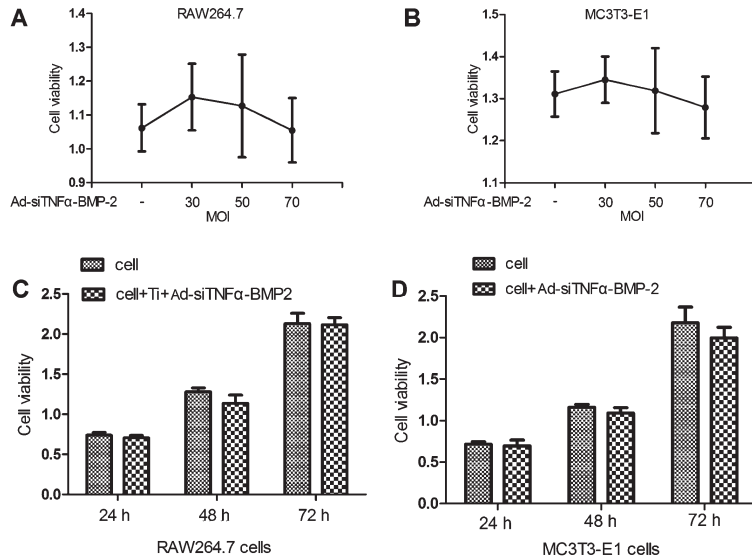 A
RAW264.7
Cell viability
1.4
1.3
1.2
1.1
1.0
0.9
Ad-siTNFα-BMP-2
- 30 50 70
MOI
B
MC3T3-E1
Cell viability
1.5
1.4
1.3
1.2
1.1
Ad-siTNFα-BMP-2
- 30 50 70
MOI
C
cell
cell+Ti+Ad-siTNFα-BMP2
Cell viability
2.5
2.0
1.5
1.0
0.5
0.0
24 h 48 h 72 h
RAW264.7 cells
D
cell
cell+Ad-siTNFα-BMP-2
Cell viability
2.5
2.0
1.5
1.0
0.5
0.0
24 h 48 h 72 h
MC3T3-E1 cells